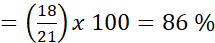 = (18/21) x 100 = 86 %